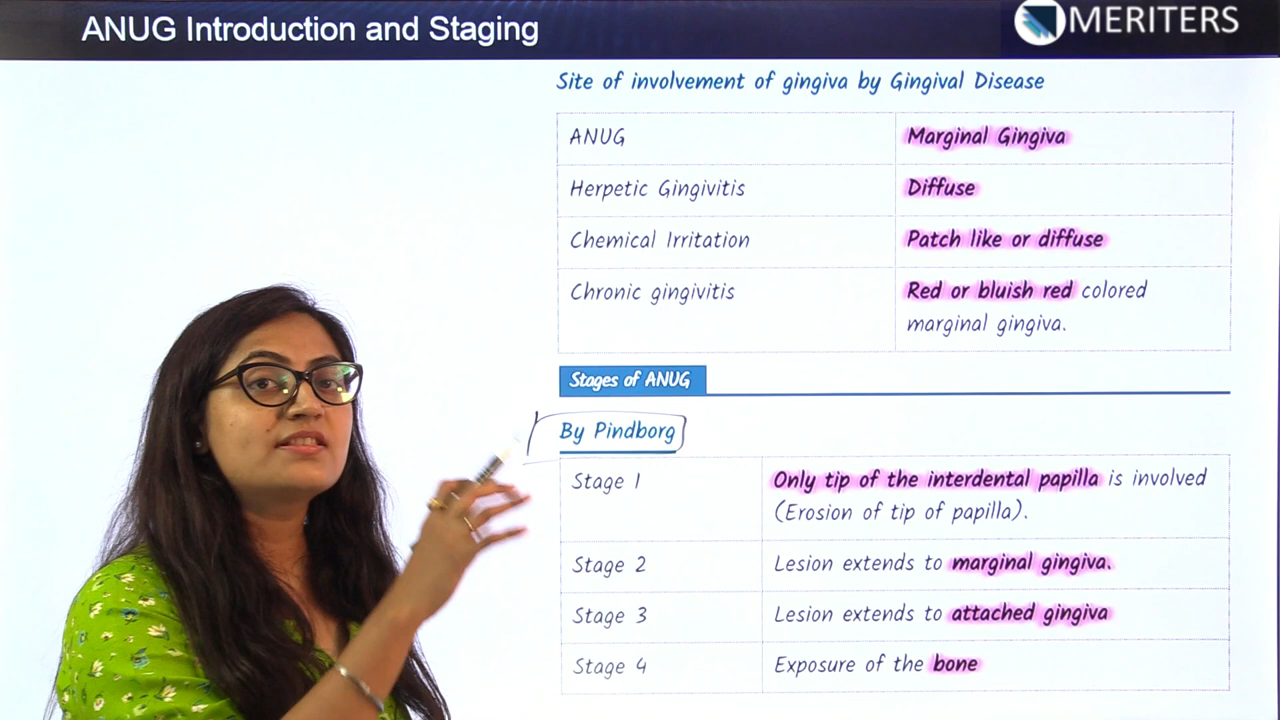 ANUG Introduction and Staging
MERITERS
Site of involvement of gingiva by Gingival Disease
ANUG
Marginal Gingiva
Herpetic Gingivitis
Diffuse
Chemical Irritation
Patch like or diffuse
Chronic gingivitis
Red or bluish red colored
marginal gingiva.
Stages of ANUG
By Pindborg
Stage 1
Only tip of the interdental papilla is involved
(Erosion of tip of papilla).
Stage 2
Lesion extends to marginal gingiva.
Stage 3
Lesion extends to attached gingiva
Stage 4
Exposure of the bone